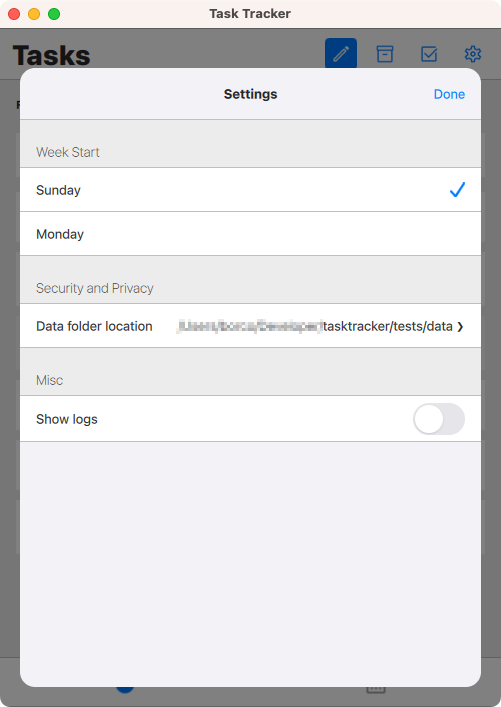 Task Tracker
Tasks
Settings
Done
Week Start
Sunday
Monday
Security and Privacy
Data folder location
tasktracker/tests/data
Misc
Show logs